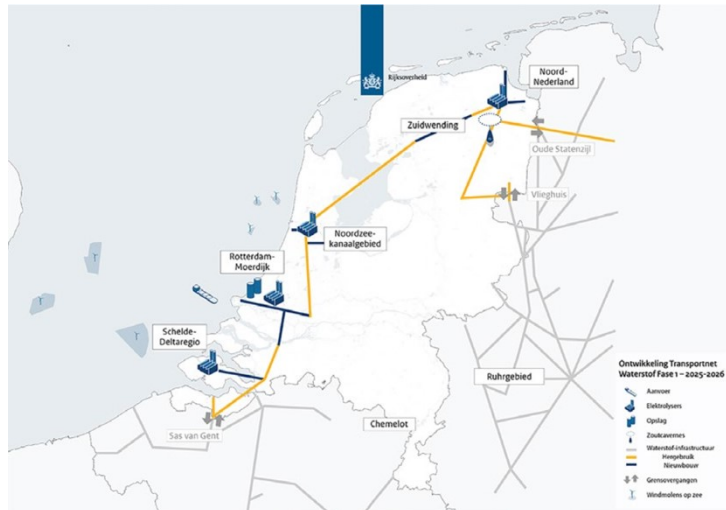 Rijksoverheid
Noord-
Nederland
Zuidwending
Oude Statenzijl
Vlieghuis
Noordzee-
kanaalgebied
Rotterdam-
Moerdijk
Schelde-
Deltaregio
Sas van Gent
Chemelot
Ruhrgebied
Ontwikkeling Transportnet
Waterstof Fase 1 – 2025-2026
Aanvoer
Elektrolysers
Opslag
Zoutcavernes
Waterstof-infrastructuur
Hergebruik
Nieuwbouw
Grensovergangen
Windmolens op zee